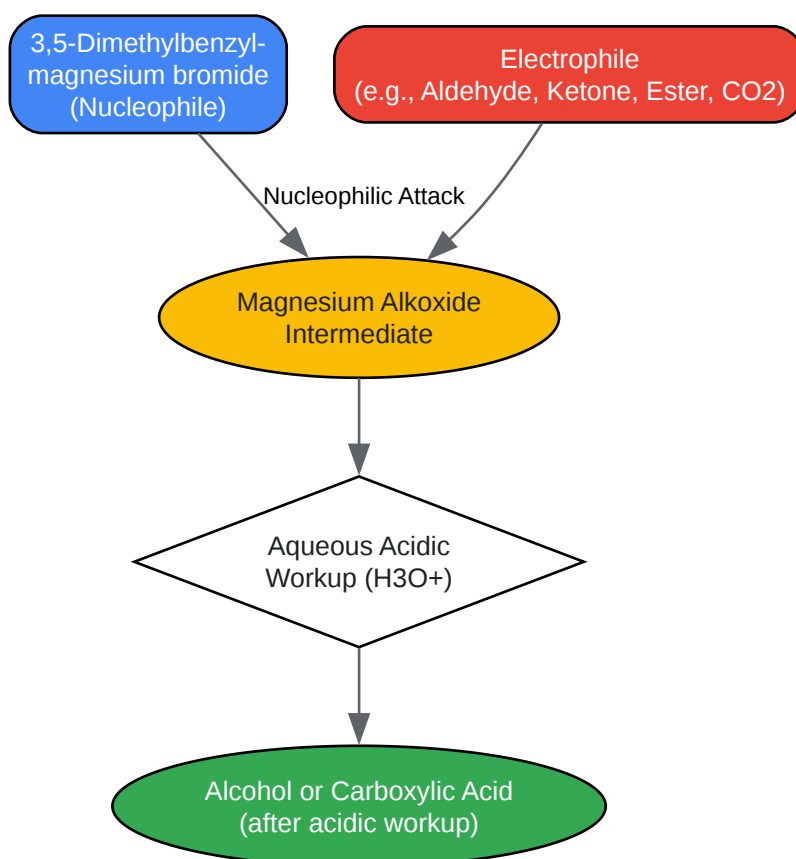 3,5-Dimethylbenzyl-
magnesium bromide
(Nucleophile)
Electrophile
(e.g., Aldehyde, Ketone, Ester, CO2)
Nucleophilic Attack
Magnesium Alkoxide
Intermediate
Aqueous Acidic
Workup (H3O+)
Alcohol or Carboxylic Acid
(after acidic workup)